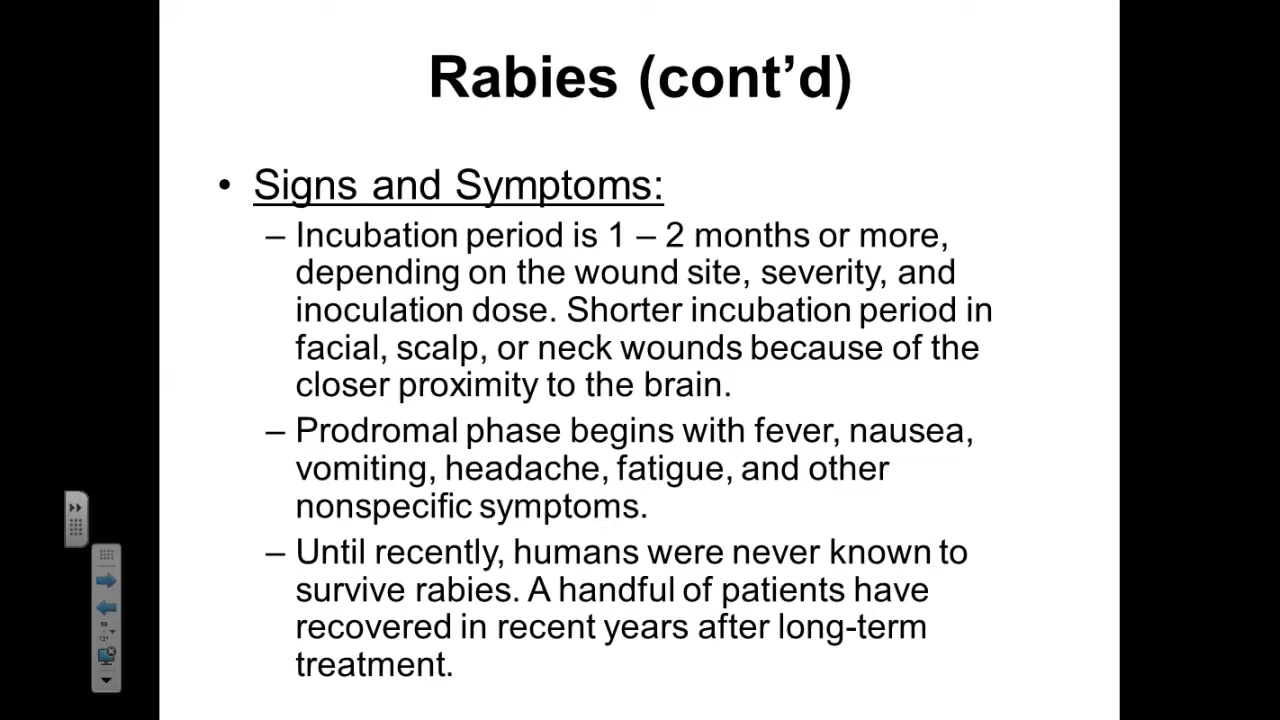 Rabies (cont’d)
• Signs and Symptoms:
– Incubation period is 1 – 2 months or more,
depending on the wound site, severity, and
inoculation dose. Shorter incubation period in
facial, scalp, or neck wounds because of the
closer proximity to the brain.
– Prodromal phase begins with fever, nausea,
vomiting, headache, fatigue, and other
nonspecific symptoms.
– Until recently, humans were never known to
survive rabies. A handful of patients have
recovered in recent years after long-term
treatment.